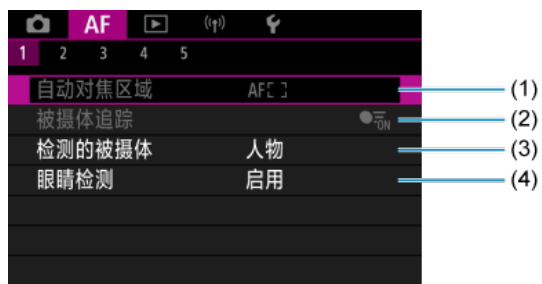 AF
1 2 3 4 5
自动对焦区域 AF[ ] (1)
被摄体追踪 ON (2)
检测的被摄体 人物 (3)
眼睛检测 启用 (4)